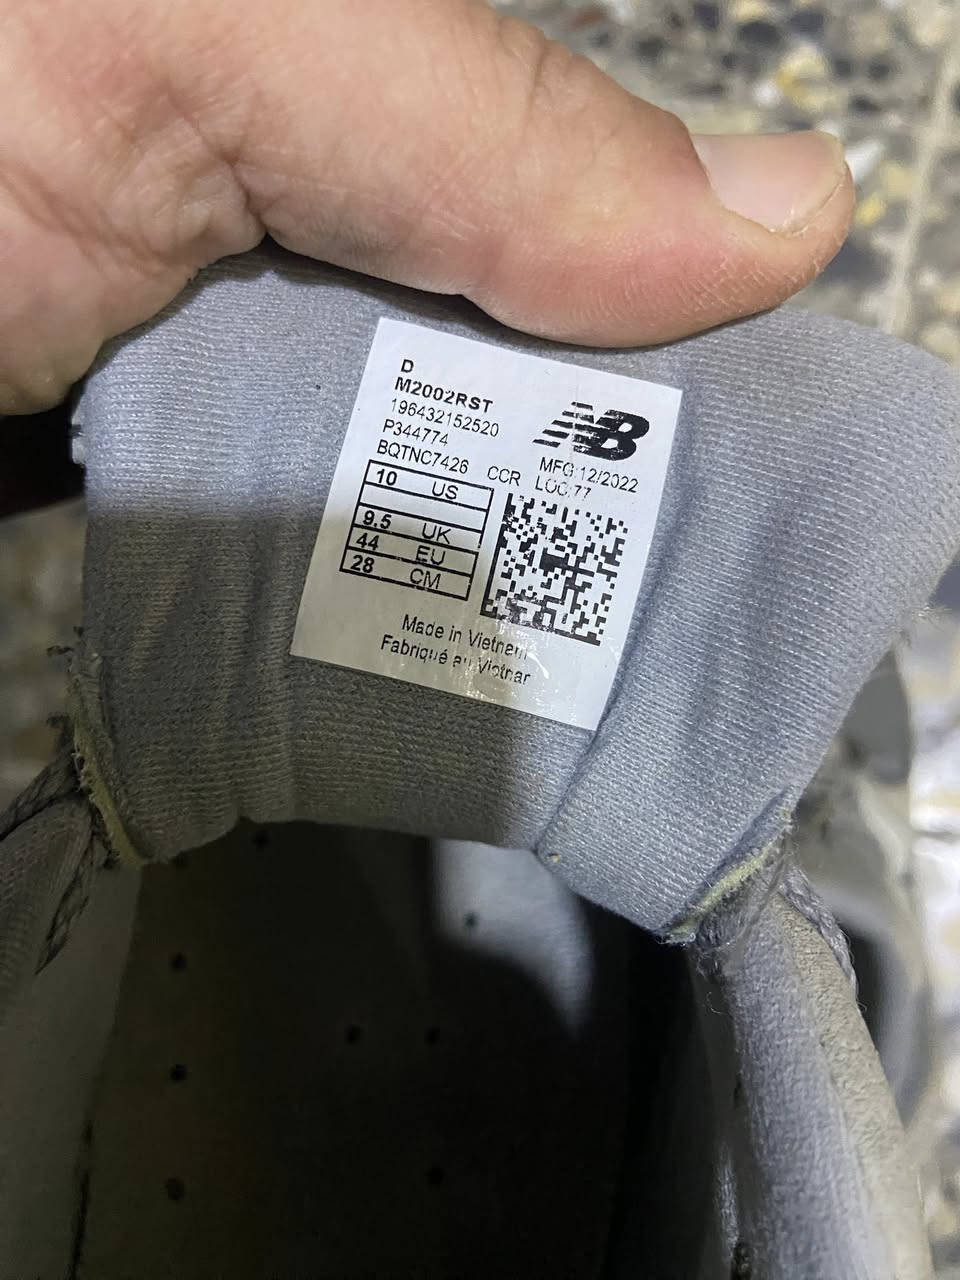 D
M2002RST
196432152520
P344774
BQTNC7426 CCR
NB
MFG:12/2022
LOC:77
10 US
9.5 UK
44 EU
28 CM
Made in Vietnam
Fabriqué au Vietnam